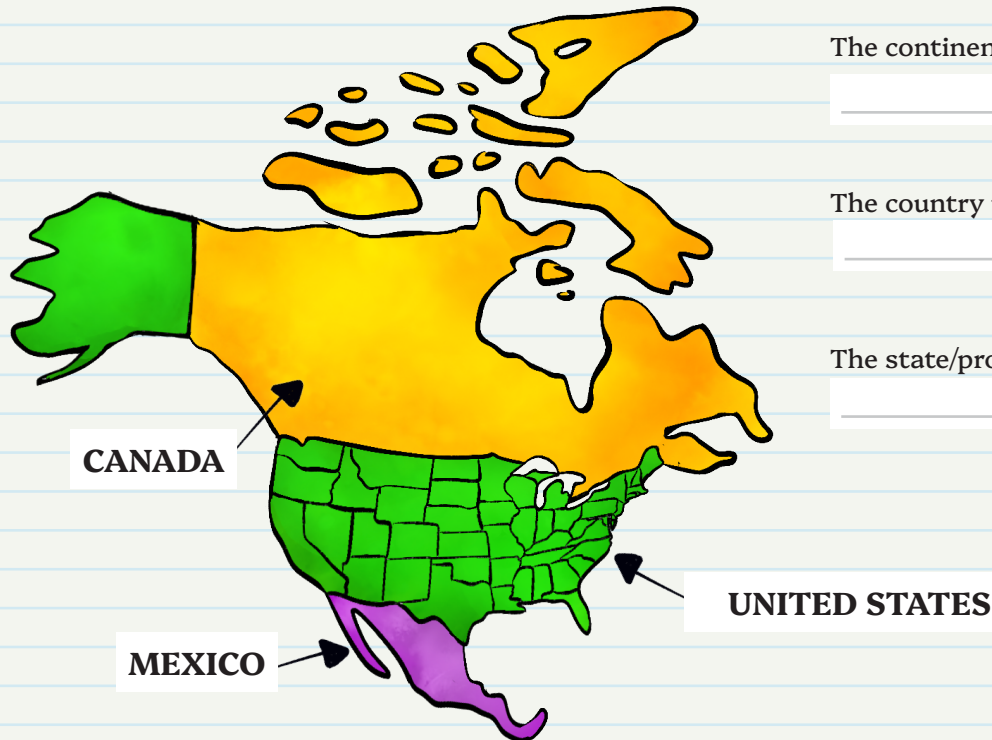 The continen
The country
The state/pro
CANADA
UNITED STATES
MEXICO